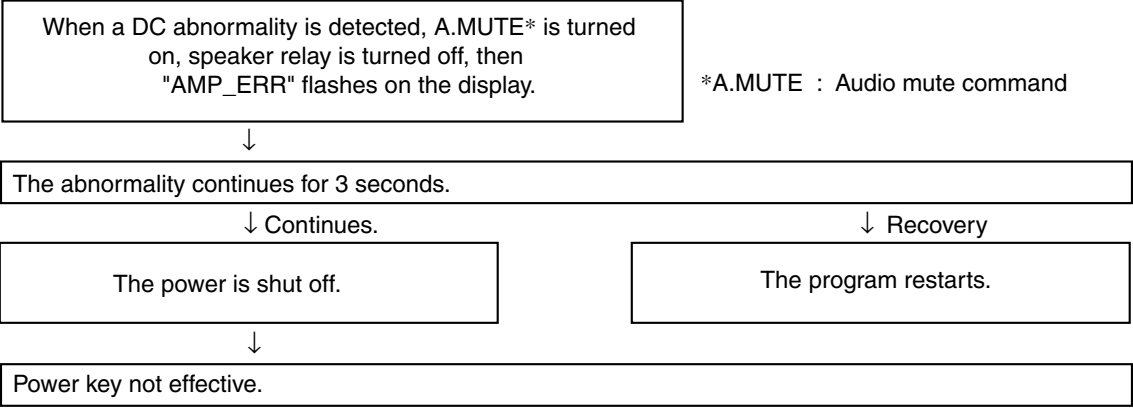 When a DC abnormality is detected, A.MUTE* is turned
on, speaker relay is turned off, then
"AMP_ERR" flashes on the display.
*A.MUTE : Audio mute command
↓
The abnormality continues for 3 seconds.
↓ Continues.
↓ Recovery
The power is shut off.
The program restarts.
↓
Power key not effective.